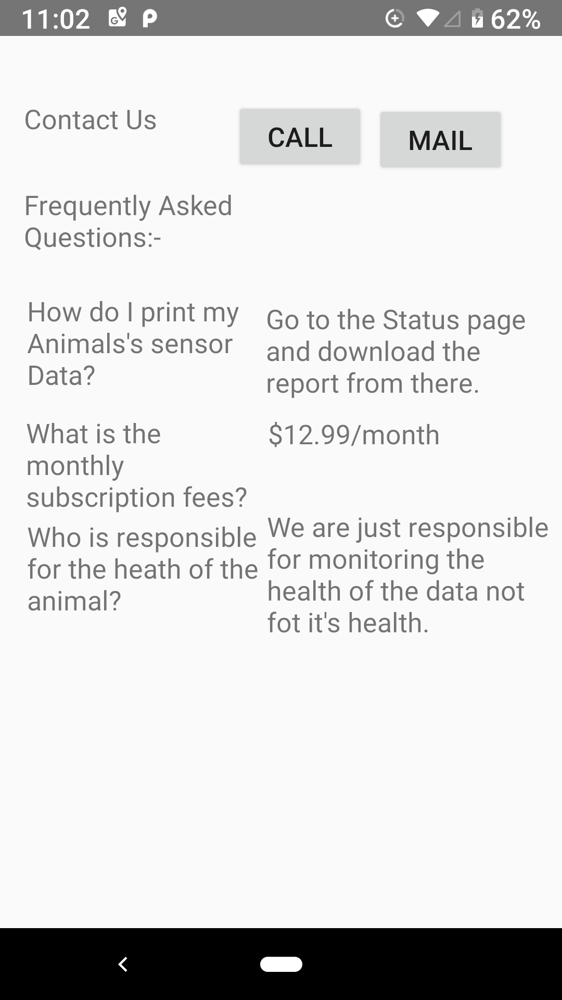 11:02
62%
Contact Us
CALL
MAIL
Frequently Asked
Questions:-
How do I print my
Animals's sensor
Data?
Go to the Status page
and download the
report from there.
What is the
monthly
subscription fees?
$12.99/month
Who is responsible
for the heath of the
animal?
We are just responsible
for monitoring the
health of the data not
fot it's health.